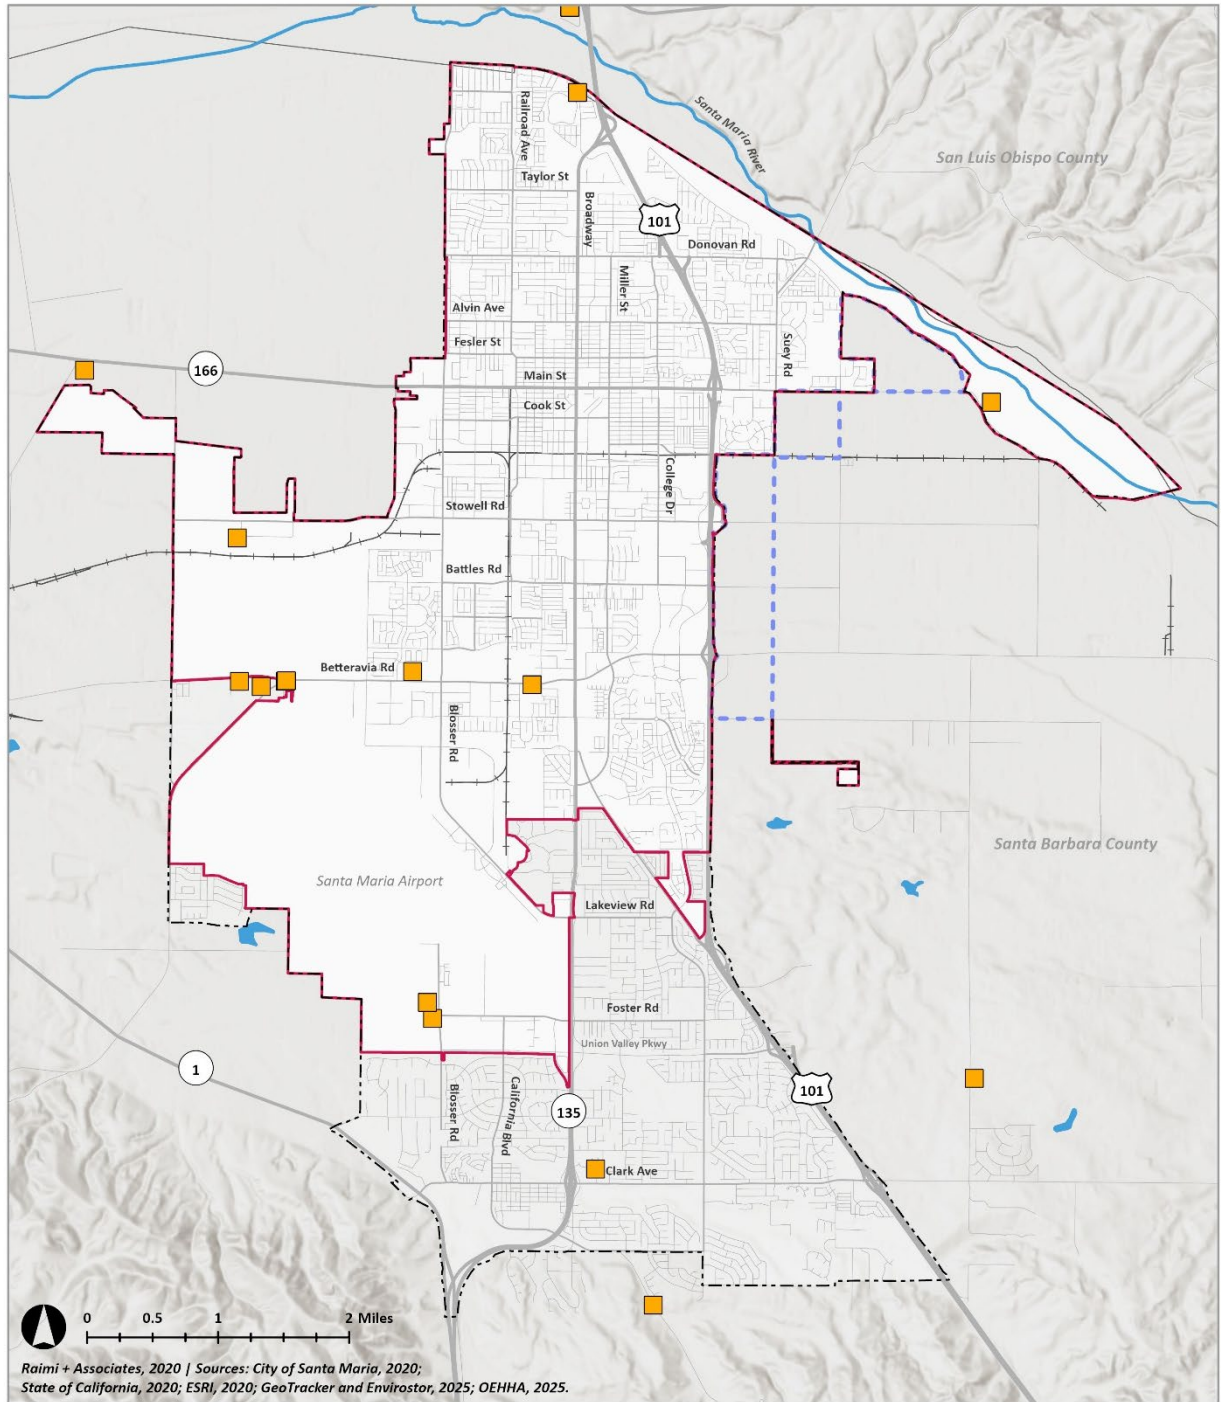 Railroad Ave
Santa Maria River
San Luis Obispo County
Taylor St
Broadway
101
Donovan Rd
Miller St
Alvin Ave
Suey Rd
Fesler St
166
Main St
Cook St
College Dr
Stowell Rd
Battles Rd
Betteravia Rd
Blosser Rd
Santa Barbara County
Santa Maria Airport
Lakeview Rd
Foster Rd
Union Valley Pkwy
1
101
Blosser Rd
California Blvd
135
Clark Ave
0 0.5 1 2 Miles
Raimi + Associates, 2020 | Sources: City of Santa Maria, 2020;
State of California, 2020; ESRI, 2020; GeoTracker and Envirostor, 2025; OEHHA, 2025.